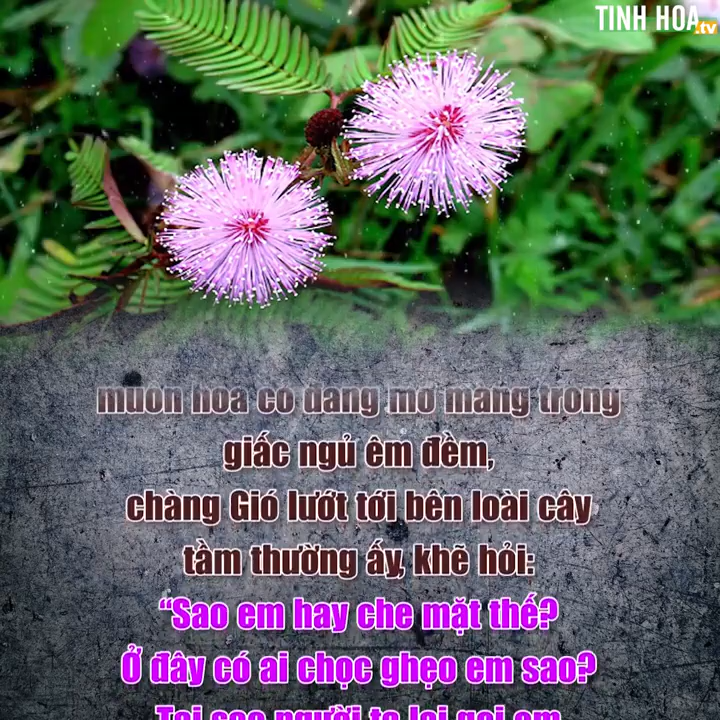 TINH HOA.tv
muôn hoa cỏ đang mơ màng trong
giấc ngủ êm đềm,
chàng Gió lướt tới bên loài cây
tầm thường ấy, khẽ hỏi:
“Sao em hay che mặt thế?
Ở đây có ai chọc ghẹo em sao?
Tại sao người ta lại gọi em